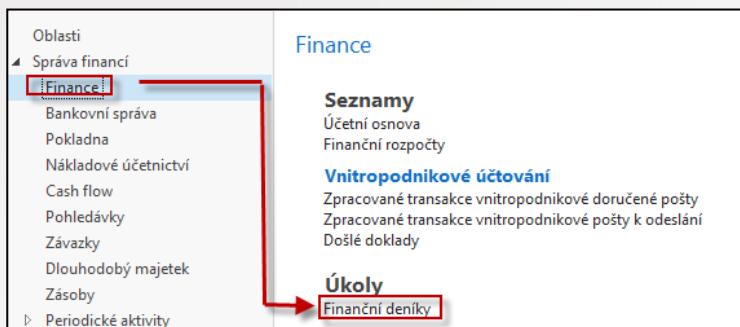 Oblasti
Správa financí
Finance
Bankovní správa
Pokladna
Nákladové účetnictví
Cash flow
Pohledávky
Závazky
Dlouhodobý majetek
Zásoby
Periodické aktivity
Finance
Seznamy
Účetní osnova
Finanční rozpočty
Vnitropodnikové účtování
Zpracované transakce vnitropodnikové doručené pošty
Zpracované transakce vnitropodnikové pošty k odeslání
Došlé doklady
Úkoly
Finanční deníky